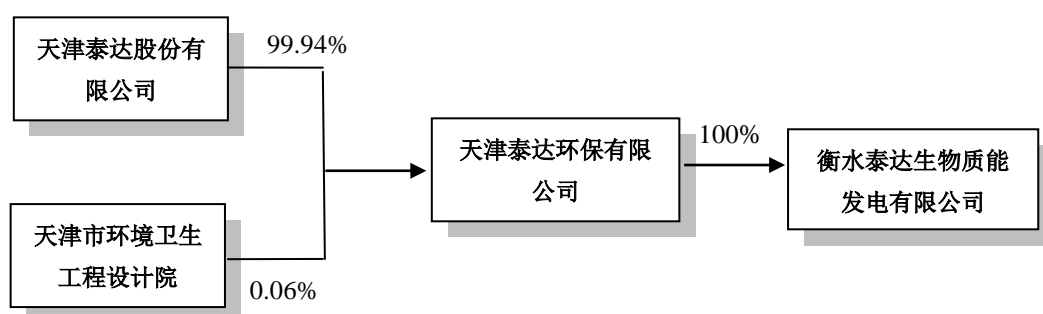 天津泰达股份有
限公司
99.94%
天津市环境卫生
工程设计院
0.06%
天津泰达环保有限
公司
100%
衡水泰达生物质能
发电有限公司